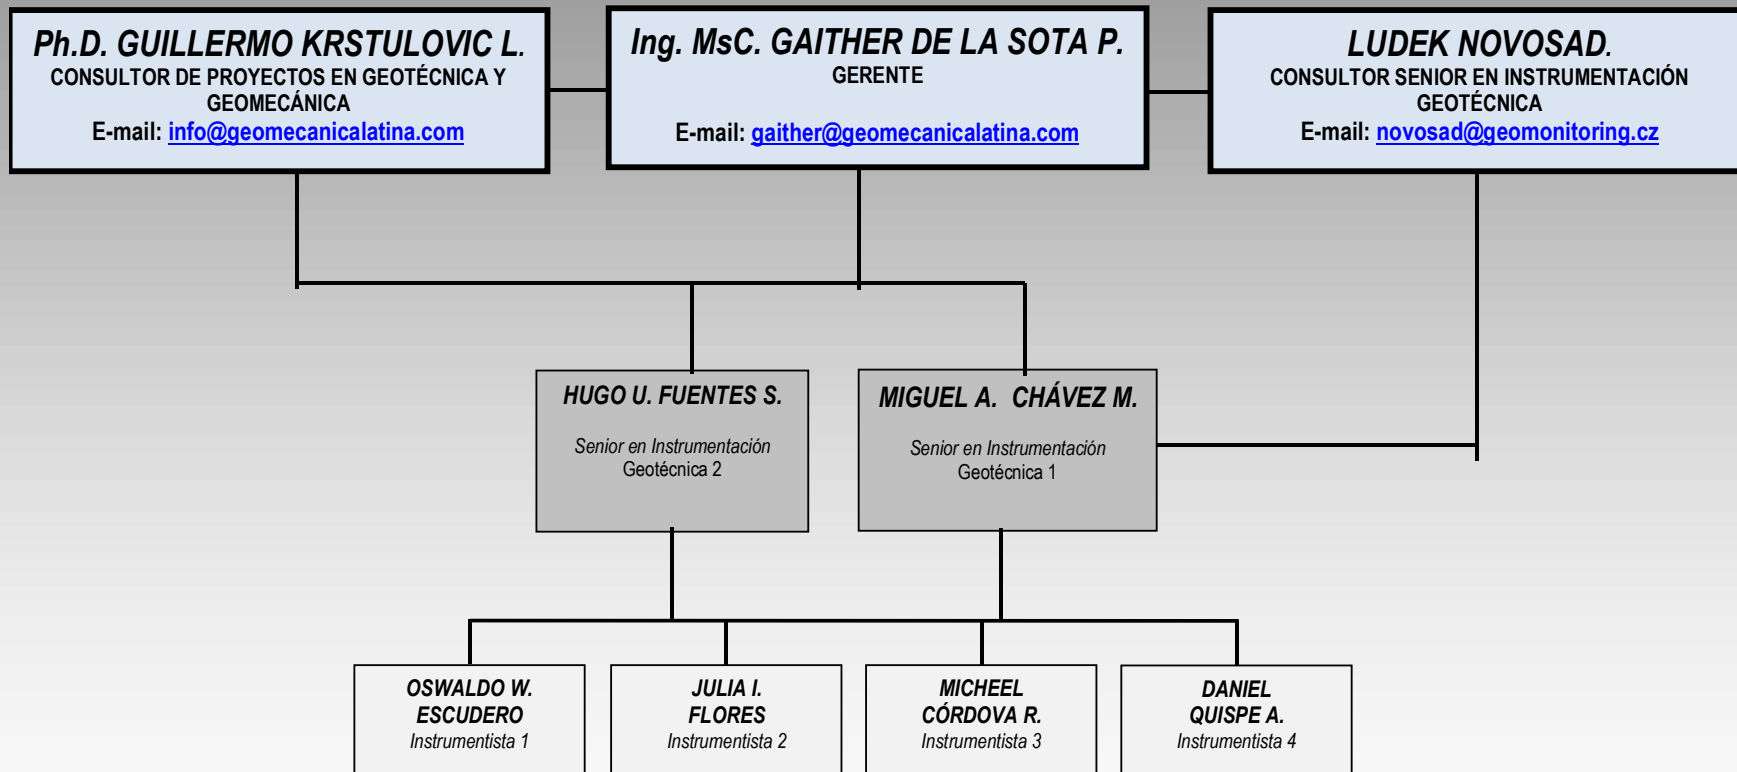 Ph.D. GUILLERMO KRSTULOVIC L.
CONSULTOR DE PROYECTOS EN GEOTÉCNICA Y
GEOMECÁNICA
E-mail: info@geomecanicalatina.com
Ing. MsC. GAITHER DE LA SOTA P.
GERENTE
E-mail: gaither@geomecanicalatina.com
LUDEK NOVOSAD.
CONSULTOR SENIOR EN INSTRUMENTACIÓN
GEOTÉCNICA
E-mail: novosad@geomonitoring.cz
HUGO U. FUENTES S.
Senior en Instrumentación
Geotécnica 2
MIGUEL A. CHÁVEZ M.
Senior en Instrumentación
Geotécnica 1
OSWALDO W.
ESCUDERO
Instrumentista 1
JULIA I.
FLORES
Instrumentista 2
MICHEEL
CÓRDOVA R.
Instrumentista 3
DANIEL
QUISPE A.
Instrumentista 4